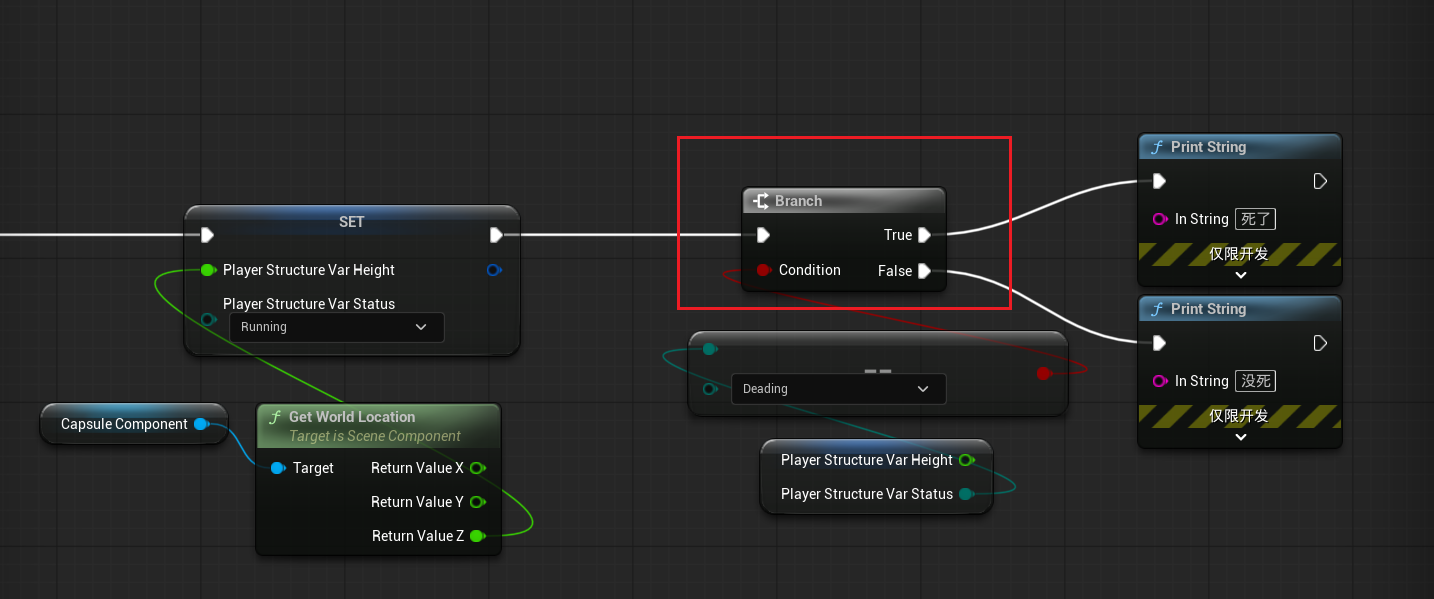 SET
Player Structure Var Height
Player Structure Var Status
Running
Capsule Component
Get World Location
Target is Scene Component
Target
Return Value X
Return Value Y
Return Value Z
Branch
True
Condition
False
==
Deading
Player Structure Var Height
Player Structure Var Status
Print String
In String 死了
仅限开发
Print String
In String 没死
仅限开发